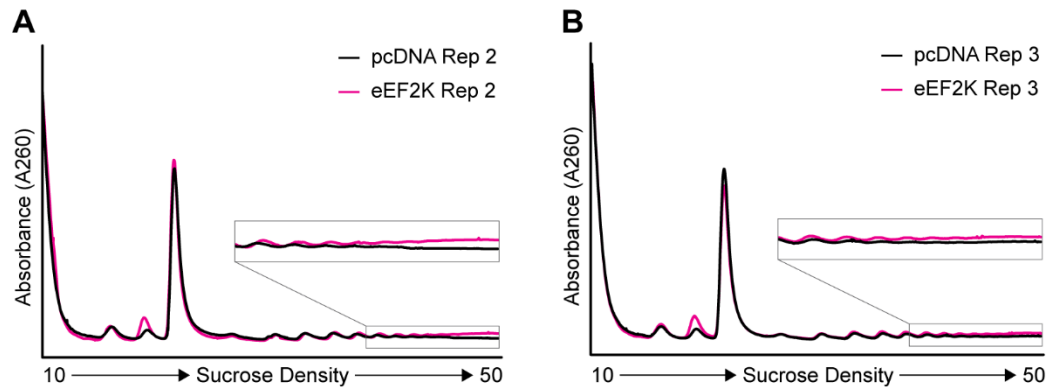 A
pcDNA Rep 2
eEF2K Rep 2
Absorbance (A260)
10 Sucrose Density 50
B
pcDNA Rep 3
eEF2K Rep 3
Absorbance (A260)
10 Sucrose Density 50